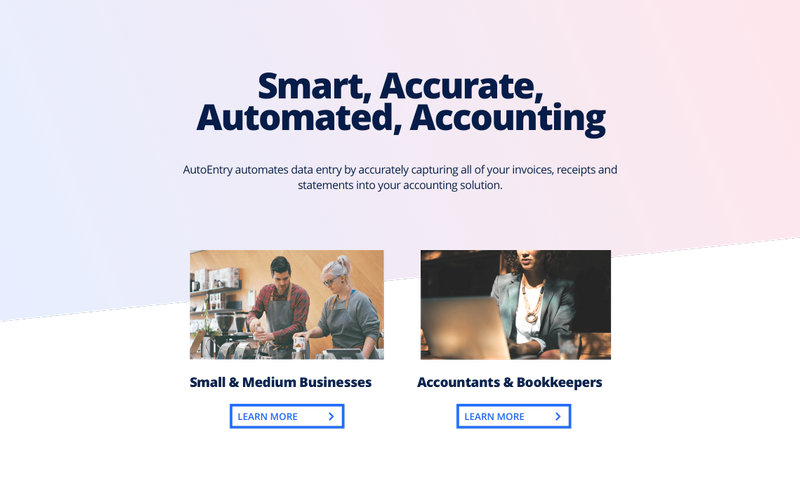 Smart, Accurate,
Automated, Accounting
AutoEntry automates data entry by accurately capturing all of your invoices, receipts and
statements into your accounting solution.
Small & Medium Businesses
Accountants & Bookkeepers
LEARN MORE
LEARN MORE